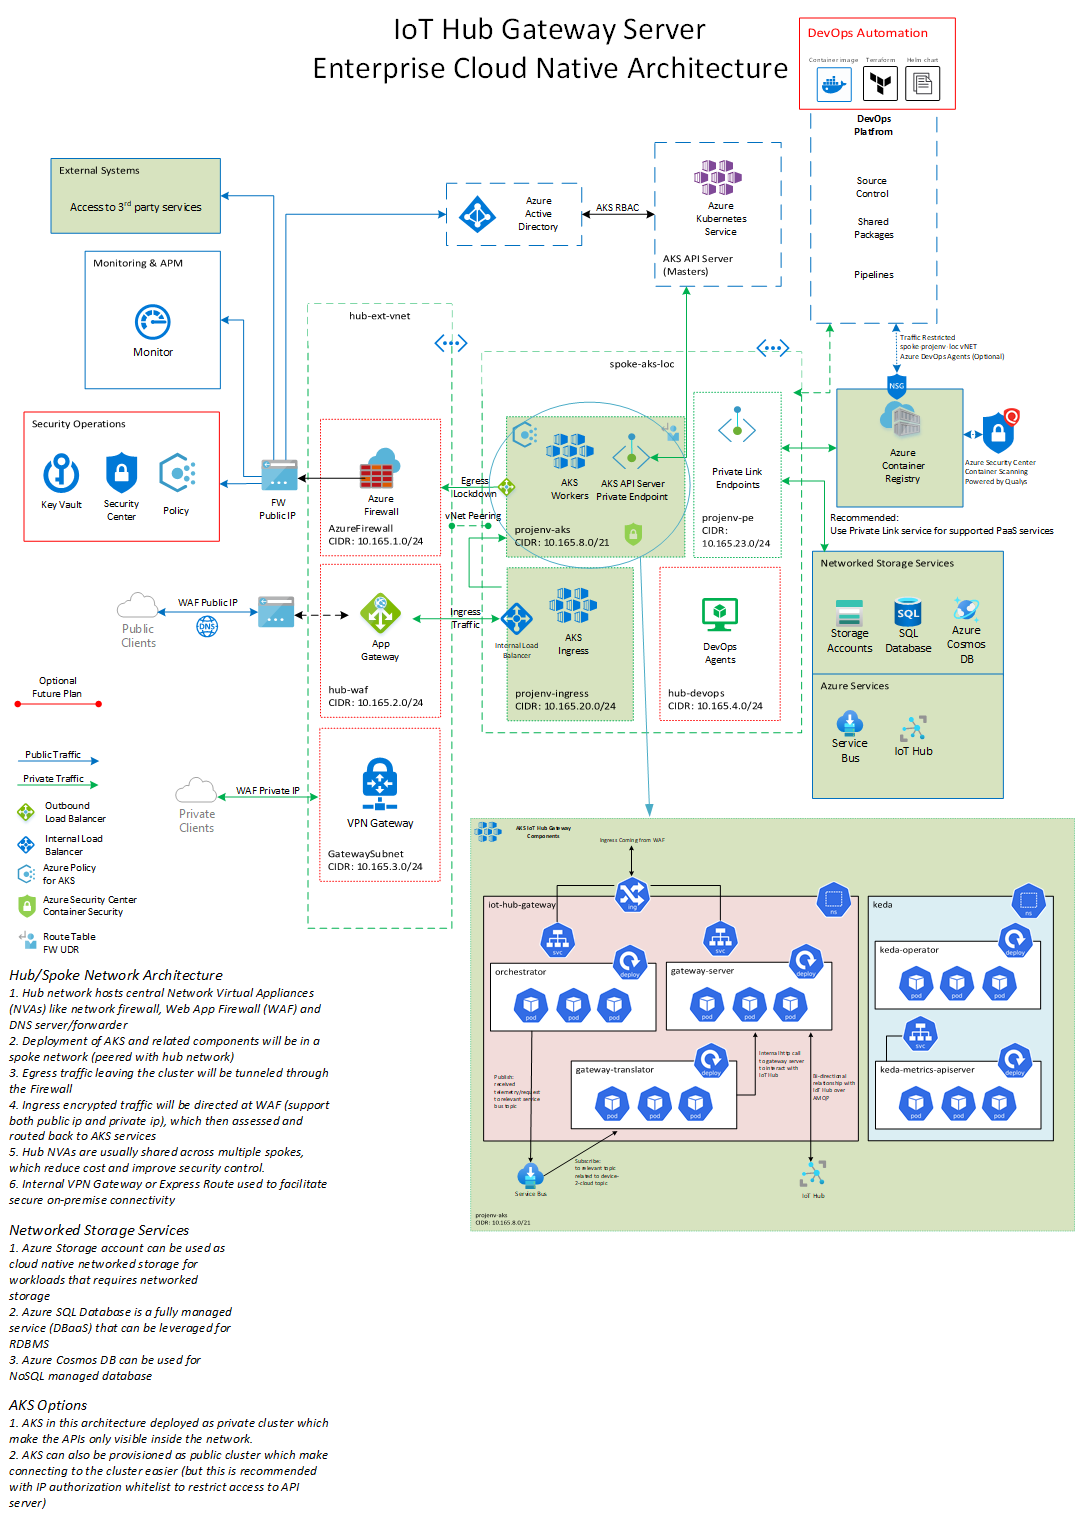 IoT Hub Gateway Server
Enterprise Cloud Native Architecture
DevOps Automation
Container image
Terraform
Helm chart
DevOps
Platfrom
Source
Control
Shared
Packages
Pipelines
External Systems
Access to 3rd party services
Azure
Active
Directory
AKS RBAC
Azure
Kubernetes
Service
AKS API Server
(Masters)
Monitoring & APM
Monitor
hub-ext-vnet
spoke-aks-loc
Traffic Restricted
spoke-projenv-loc vNET
Azure DevOps Agents (Optional)
NSG
Security Operations
Key Vault
Security
Center
Policy
FW
Public IP
Azure
Firewall
AzureFirewall
CIDR: 10.165.1.0/24
Egress
Lockdown
vNet Peering
AKS
Workers
AKS API Server
Private Endpoint
projenv-aks
CIDR: 10.165.8.0/21
Private Link
Endpoints
projenv-pe
CIDR:
10.165.23.0/24
Azure
Container
Registry
Azure Security Center
Container Scanning
Powered by Qualys
Recommended:
Use Private Link service for supported PaaS services
Networked Storage Services
Storage
Accounts
SQL
SQL
Database
Azure
Cosmos
DB
Azure Services
Service
Bus
IoT Hub
Public
Clients
WAF Public IP
DNS
App
Gateway
hub-waf
CIDR: 10.165.2.0/24
Ingress
Traffic
Internal Load
Balancer
AKS
Ingress
projenv-ingress
CIDR: 10.165.20.0/24
DevOps
Agents
hub-devops
CIDR: 10.165.4.0/24
Optional
Future Plan
Public Traffic
Private Traffic
Outbound
Load Balancer
Internal Load
Balancer
Azure Policy
for AKS
Azure Security Center
Container Security
Route Table
FW UDR
Private
Clients
WAF Private IP
VPN Gateway
GatewaySubnet
CIDR: 10.165.3.0/24
AKS IoT Hub Gateway
Components
Ingress Coming from WAF
ing
iot-hub-gateway
ns
svc
svc
orchestrator
deploy
pod
pod
pod
gateway-server
deploy
pod
pod
pod
Publish:
received
telemetry/request
to relevant service
bus topic
gateway-translator
deploy
pod
pod
pod
Internal http call
to gateway server
to interact with
IoT Hub
Bi-directional
relationship with
IoT Hub over
AMQP
Subscribe:
to relevant topic
related to device-
2-cloud topic
Service Bus
IoT Hub
projenv-aks
CIDR: 10.165.8.0/21
keda
ns
keda-operator
deploy
pod
pod
pod
svc
keda-metrics-apiserver
deploy
pod
pod
pod
Hub/Spoke Network Architecture
1. Hub network hosts central Network Virtual Appliances
(NVAs) like network firewall, Web App Firewall (WAF) and
DNS server/forwarder
2. Deployment of AKS and related components will be in a
spoke network (peered with hub network)
3. Egress traffic leaving the cluster will be tunneled through
the Firewall
4. Ingress encrypted traffic will be directed at WAF (support
both public ip and private ip), which then assessed and
routed back to AKS services
5. Hub NVAs are usually shared across multiple spokes,
which reduce cost and improve security control.
6. Internal VPN Gateway or Express Route used to facilitate
secure on-premise connectivity
Networked Storage Services
1. Azure Storage account can be used as
cloud native networked storage for
workloads that requires networked
storage
2. Azure SQL Database is a fully managed
service (DBaaS) that can be leveraged for
RDBMS
3. Azure Cosmos DB can be used for
NoSQL managed database
AKS Options
1. AKS in this architecture deployed as private cluster which
make the APIs only visible inside the network.
2. AKS can also be provisioned as public cluster which make
connecting to the cluster easier (but this is recommended
with IP authorization whitelist to restrict access to API
server)